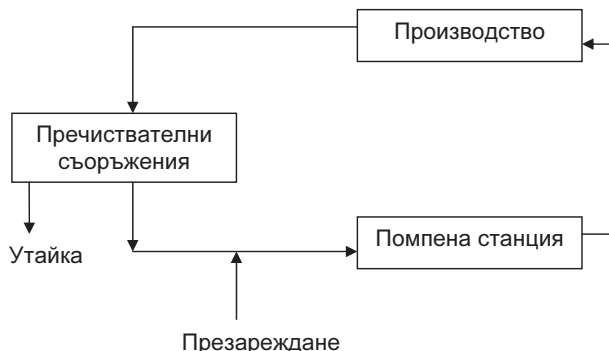 Производство
Пречиствателни
съоръжения
Утайка
Помпена станция
Презареждане